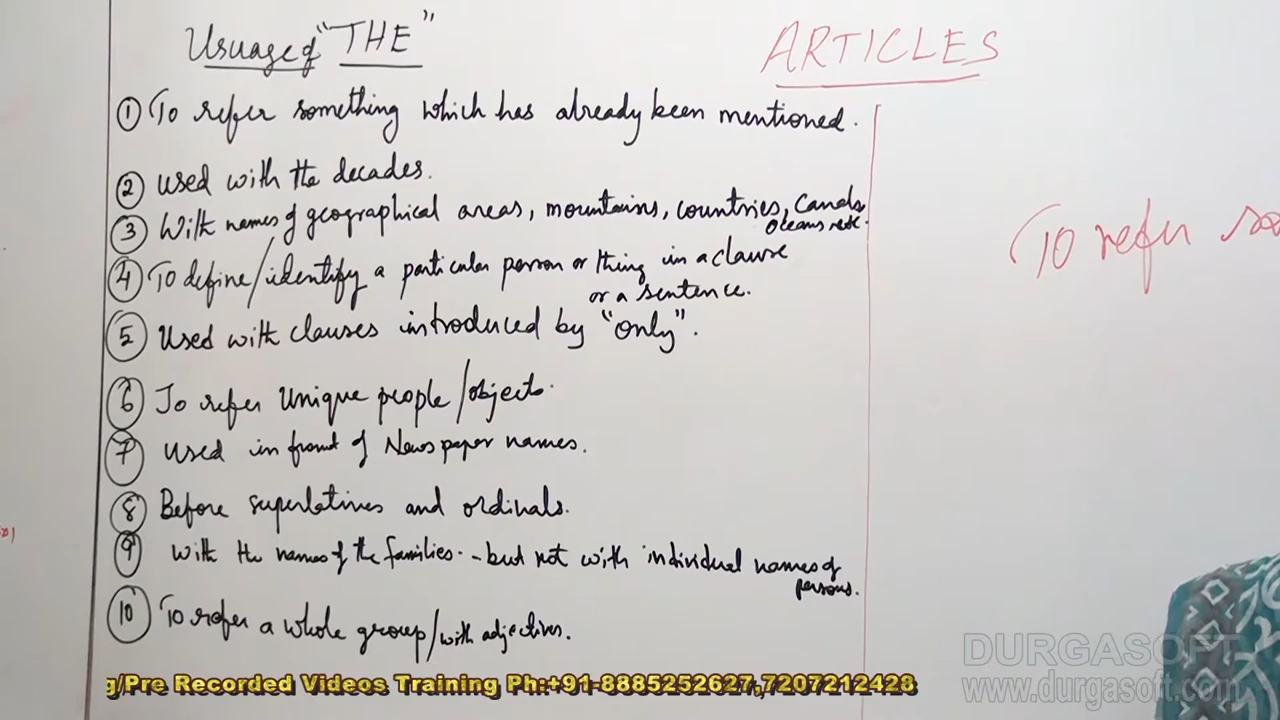 Usuage of "THE"
ARTICLES
① To refer something which has already been mentioned.
② Used with the decades.
③ With names of geographical areas, mountains, countries, canals,
oceans etc.
④ To define/identify a particular person or thing in a clause
or a sentence.
⑤ Used with clauses introduced by "only".
⑥ To refer Unique people/objects.
⑦ Used in front of Newspaper names.
⑧ Before superlatives and ordinals.
⑨ With the names of the families. - but not with individual names of
persons.
⑩ To refer a whole group/with adjectives.
To refer so
g/Pre Recorded Videos Training Ph:+91-8885252627,7207212428
DURGASOFT
www.durgasoft.com